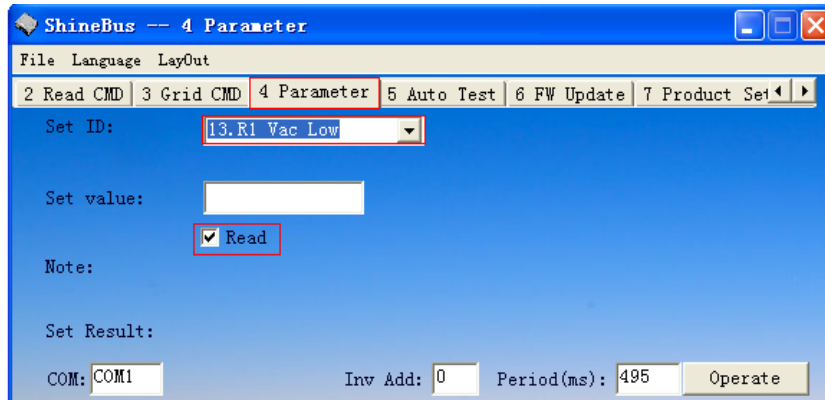 ShineBus -- 4 Parameter
File Language LayOut
2 Read CMD 3 Grid CMD 4 Parameter 5 Auto Test 6 FW Update 7 Product Set
Set ID: 13.R1 Vac Low
Set value:
Read
Note:
Set Result:
COM: COM1 Inv Add: 0 Period(ms): 495 Operate